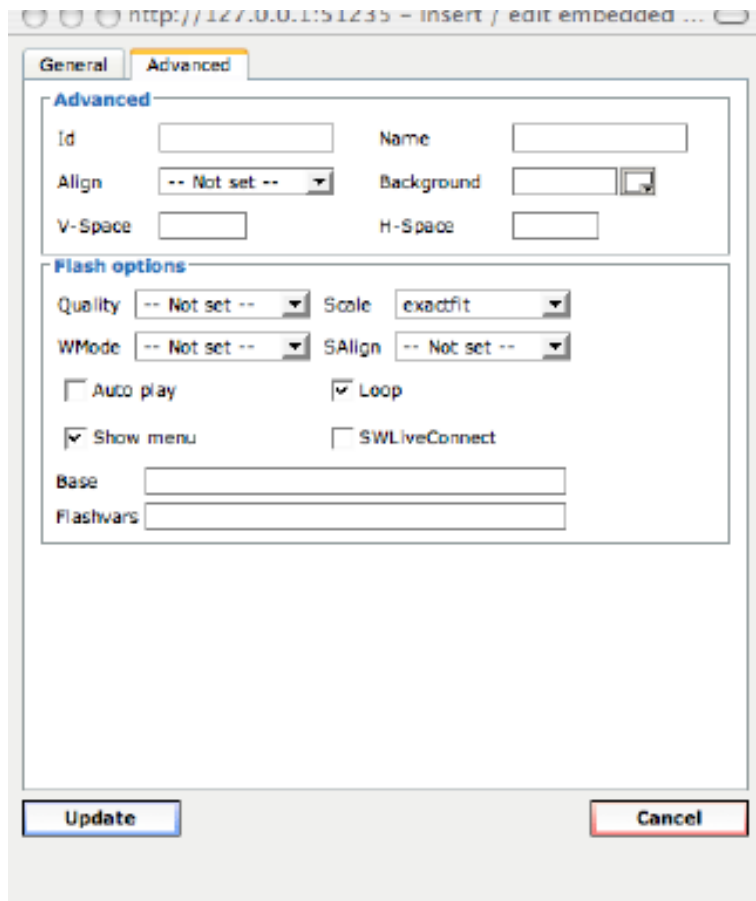 http://127.0.0.1:51235 – Insert / edit embedded ...
General Advanced
Advanced
Id Name
Align -- Not set -- Background
V-Space H-Space
Flash options
Quality -- Not set -- Scale exactfit
WMode -- Not set -- SAlign -- Not set --
Auto play Loop
Show menu SWLiveConnect
Base
Flashvars
Update Cancel